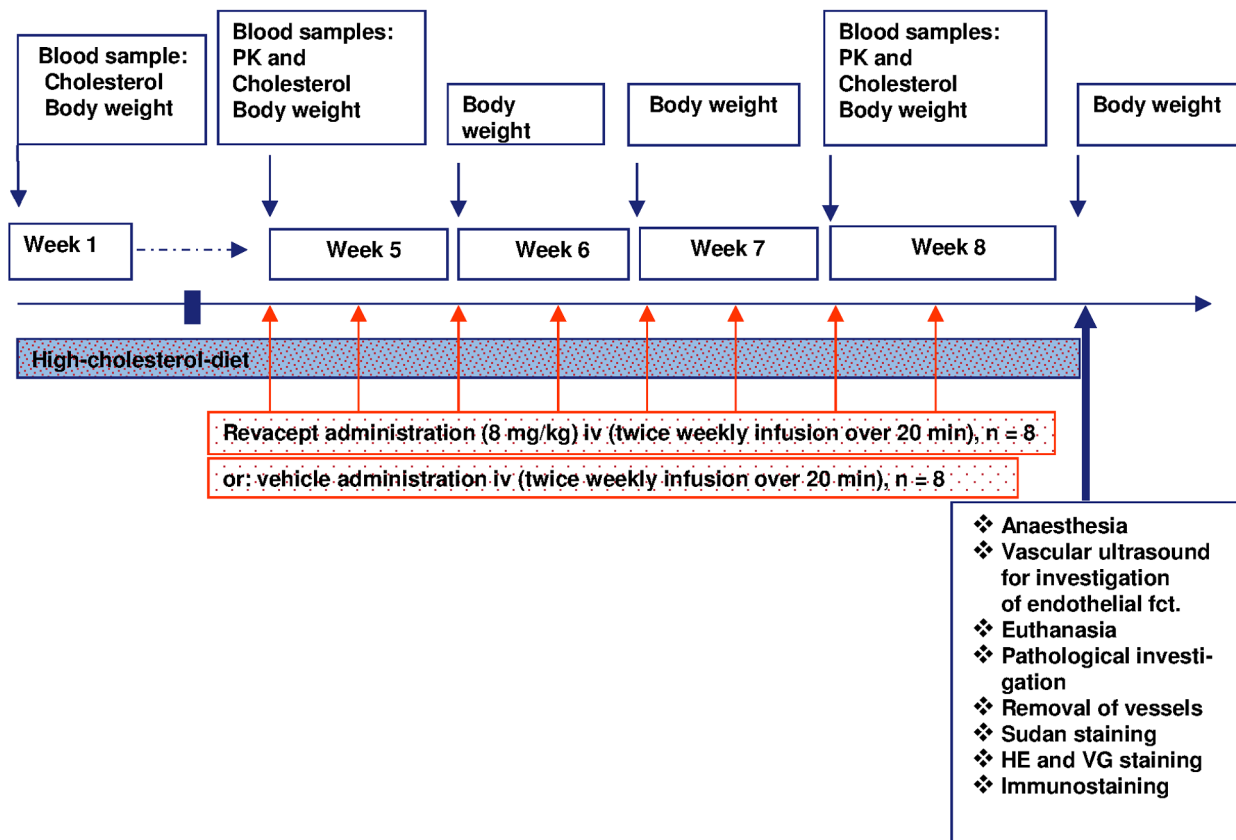 Blood sample:
Cholesterol
Body weight
Blood samples:
PK and
Cholesterol
Body weight
Body
weight
Body weight
Blood samples:
PK and
Cholesterol
Body weight
Body weight
Week 1
Week 5
Week 6
Week 7
Week 8
High-cholesterol-diet
Revacept administration (8 mg/kg) iv (twice weekly infusion over 20 min), n = 8
or: vehicle administration iv (twice weekly infusion over 20 min), n = 8
❖ Anaesthesia
❖ Vascular ultrasound
for investigation
of endothelial fct.
❖ Euthanasia
❖ Pathological investi-
gation
❖ Removal of vessels
❖ Sudan staining
❖ HE and VG staining
❖ Immunostaining